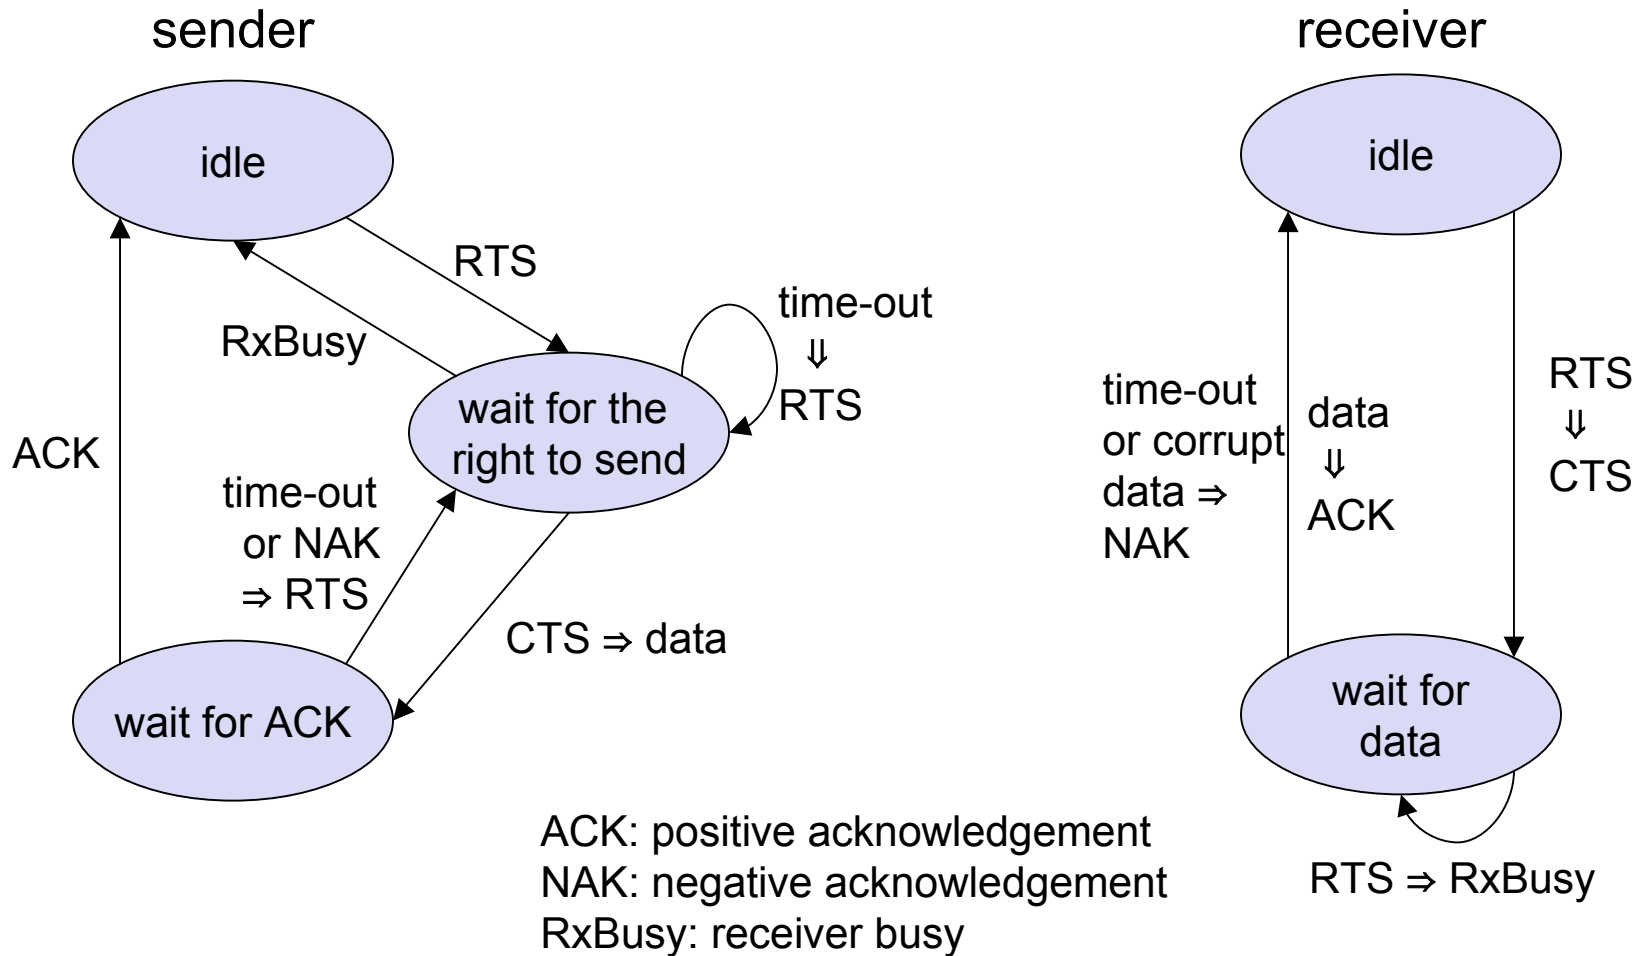 sender
idle
RTS
RxBusy
time-out
⇓
RTS
wait for the
right to send
ACK
time-out
or NAK
⇒ RTS
CTS ⇒ data
wait for ACK
receiver
idle
time-out
or corrupt
data ⇒
NAK
data
⇓
ACK
RTS
⇓
CTS
wait for
data
RTS ⇒ RxBusy
ACK: positive acknowledgement
NAK: negative acknowledgement
RxBusy: receiver busy